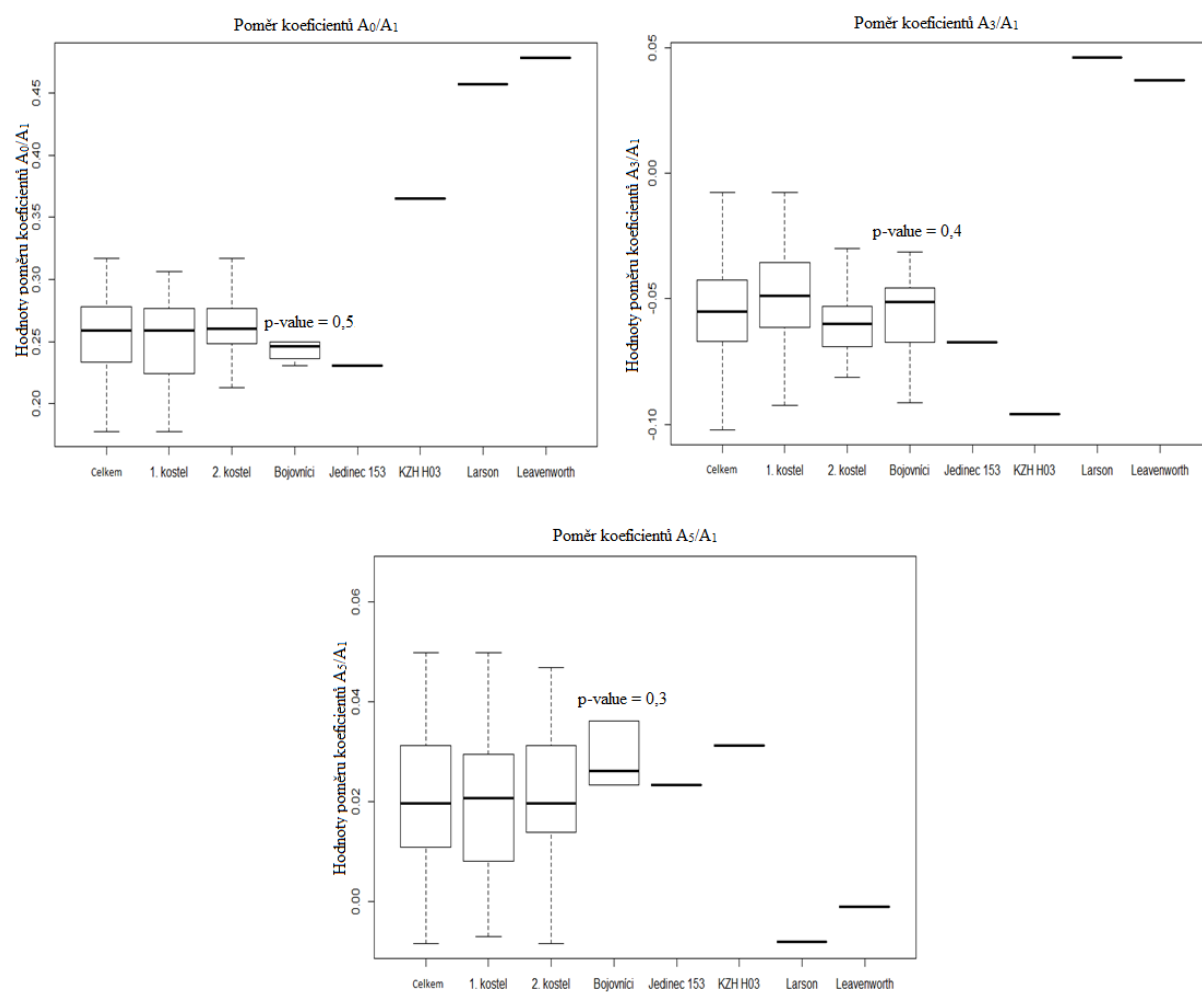 Poměr koeficientů A₀/A₁
Hodnoty poměru koeficientů A₀/A₁
0.45
0.40
0.35
0.30
0.25
0.20
p-value = 0,5
Celkem 1. kostel 2. kostel Bojovníci Jedinec 153 KZH H03 Larson Leavenworth
Poměr koeficientů A₃/A₁
Hodnoty poměru koeficientů A₃/A₁
0.05
0.00
-0.05
-0.10
p-value = 0,4
Celkem 1. kostel 2. kostel Bojovníci Jedinec 153 KZH H03 Larson Leavenworth
Poměr koeficientů A₅/A₁
Hodnoty poměru koeficientů A₅/A₁
0.06
0.04
0.02
0.00
p-value = 0,3
Celkem 1. kostel 2. kostel Bojovníci Jedinec 153 KZH H03 Larson Leavenworth